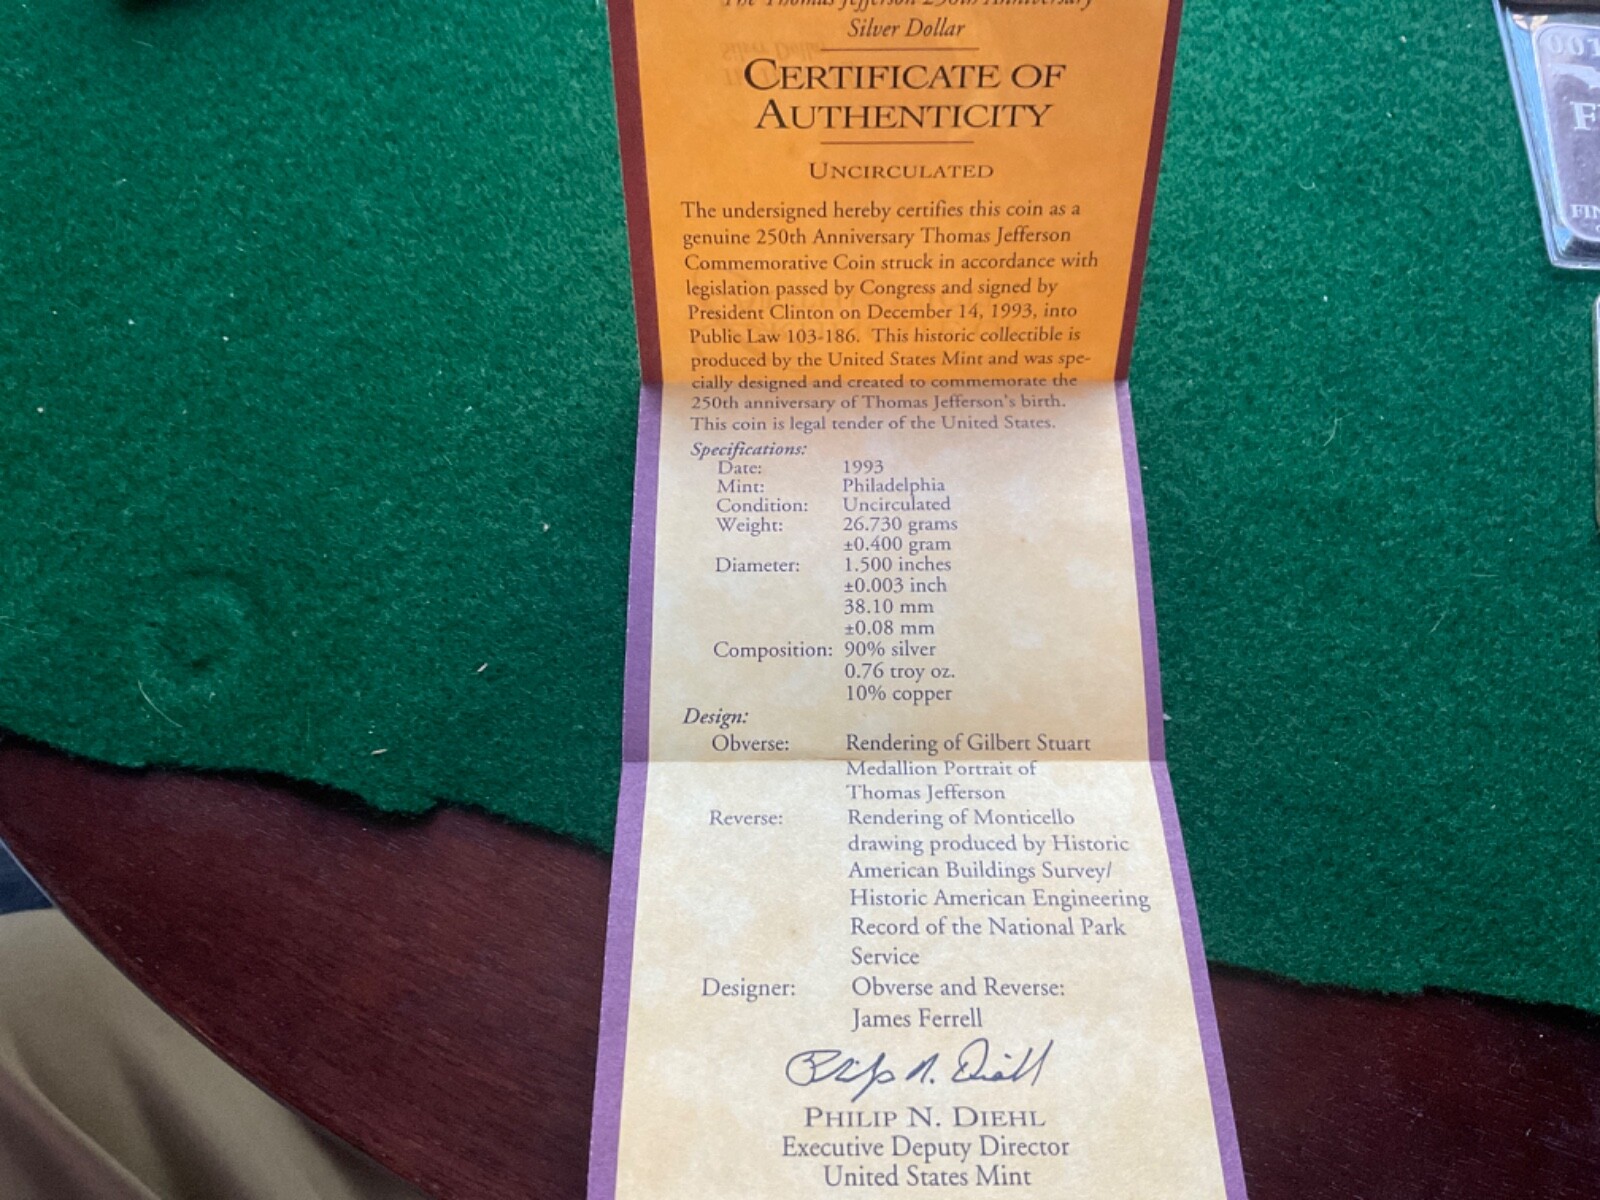 The Thomas Jefferson 250th Anniversary
Silver Dollar
CERTIFICATE OF
AUTHENTICITY
UNCIRCULATED
The undersigned hereby certifies this coin as a
genuine 250th Anniversary Thomas Jefferson
Commemorative Coin struck in accordance with
legislation passed by Congress and signed by
President Clinton on December 14, 1993, into
Public Law 103-186. This historic collectible is
produced by the United States Mint and was spe-
cially designed and created to commemorate the
250th anniversary of Thomas Jefferson's birth.
This coin is legal tender of the United States.
Specifications:
Date: 1993
Mint: Philadelphia
Condition: Uncirculated
Weight: 26.730 grams
±0.400 gram
Diameter: 1.500 inches
±0.003 inch
38.10 mm
±0.08 mm
Composition: 90% silver
0.76 troy oz.
10% copper
Design:
Obverse: Rendering of Gilbert Stuart
Medallion Portrait of
Thomas Jefferson
Reverse: Rendering of Monticello
drawing produced by Historic
American Buildings Survey/
Historic American Engineering
Record of the National Park
Service
Designer: Obverse and Reverse:
James Ferrell
Philip N. Diehl
PHILIP N. DIEHL
Executive Deputy Director
United States Mint